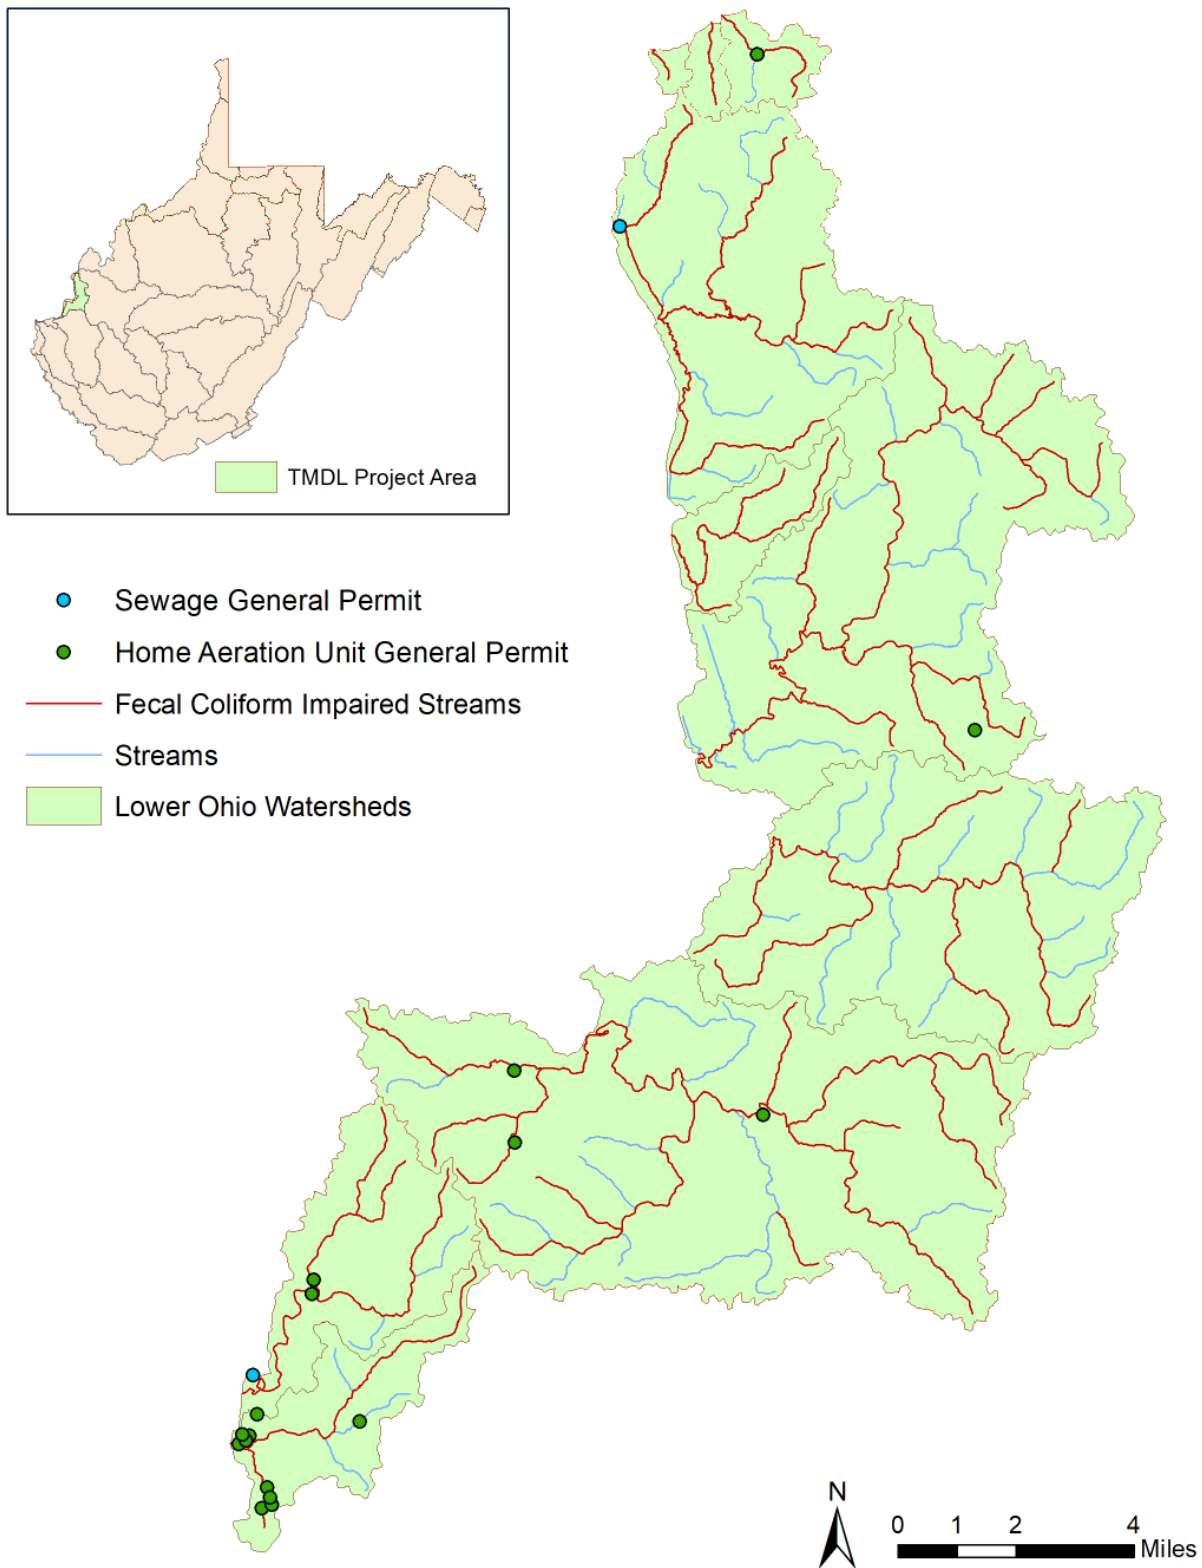 TMDL Project Area
Sewage General Permit
Home Aeration Unit General Permit
Fecal Coliform Impaired Streams
Streams
Lower Ohio Watersheds
N
0 1 2 4
Miles